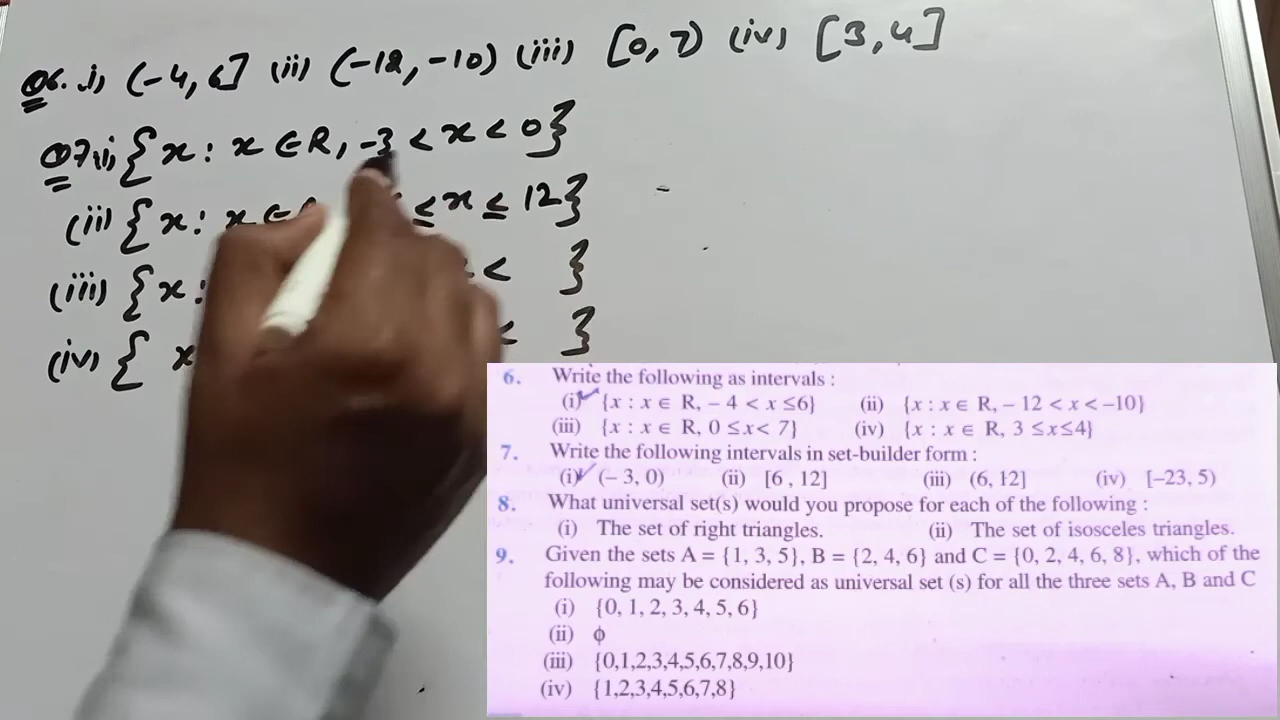 Q6. i) (-4, 6] (ii) (-12, -10) (iii) [0, 7) (iv) [3, 4]
Q7 (i) {x : x ∈ R, -3 < x < 0}
(ii) {x : x ∈ ≤ x ≤ 12}
(iii) {x : < }
(iv) { x < }
6. Write the following as intervals :
(i) {x : x ∈ R, – 4 < x ≤6} (ii) {x : x ∈ R, – 12 < x < –10}
(iii) {x : x ∈ R, 0 ≤x< 7} (iv) {x : x ∈ R, 3 ≤x≤4}
7. Write the following intervals in set-builder form :
(i) (– 3, 0) (ii) [6 , 12] (iii) (6, 12] (iv) [–23, 5)
8. What universal set(s) would you propose for each of the following :
(i) The set of right triangles. (ii) The set of isosceles triangles.
9. Given the sets A = {1, 3, 5}, B = {2, 4, 6} and C = {0, 2, 4, 6, 8}, which of the
following may be considered as universal set (s) for all the three sets A, B and C
(i) {0, 1, 2, 3, 4, 5, 6}
(ii) ϕ
(iii) {0,1,2,3,4,5,6,7,8,9,10}
(iv) {1,2,3,4,5,6,7,8}